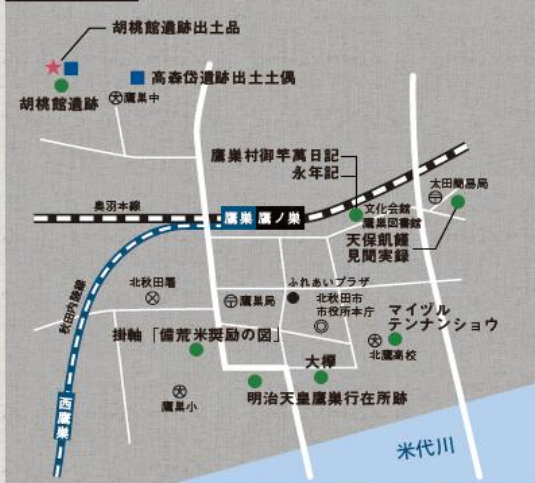 胡桃館遺跡出土品
高森岱遺跡出土土偶
胡桃館遺跡
鷹巣中
鷹巣村御竿萬日記
永年記
太田簡易局
奥羽本線
鷹巣
鷹ノ巣
文化会館
鷹巣図書館
天保飢饉
見聞実録
秋田内陸線
北秋田署
鷹巣局
ふれあいプラザ
北秋田市
市役所本庁
マイヅル
テンナンショウ
掛軸「備荒米奨励の図」
大欅
北鷹高校
西鷹巣
鷹巣小
明治天皇鷹巣行在所跡
米代川